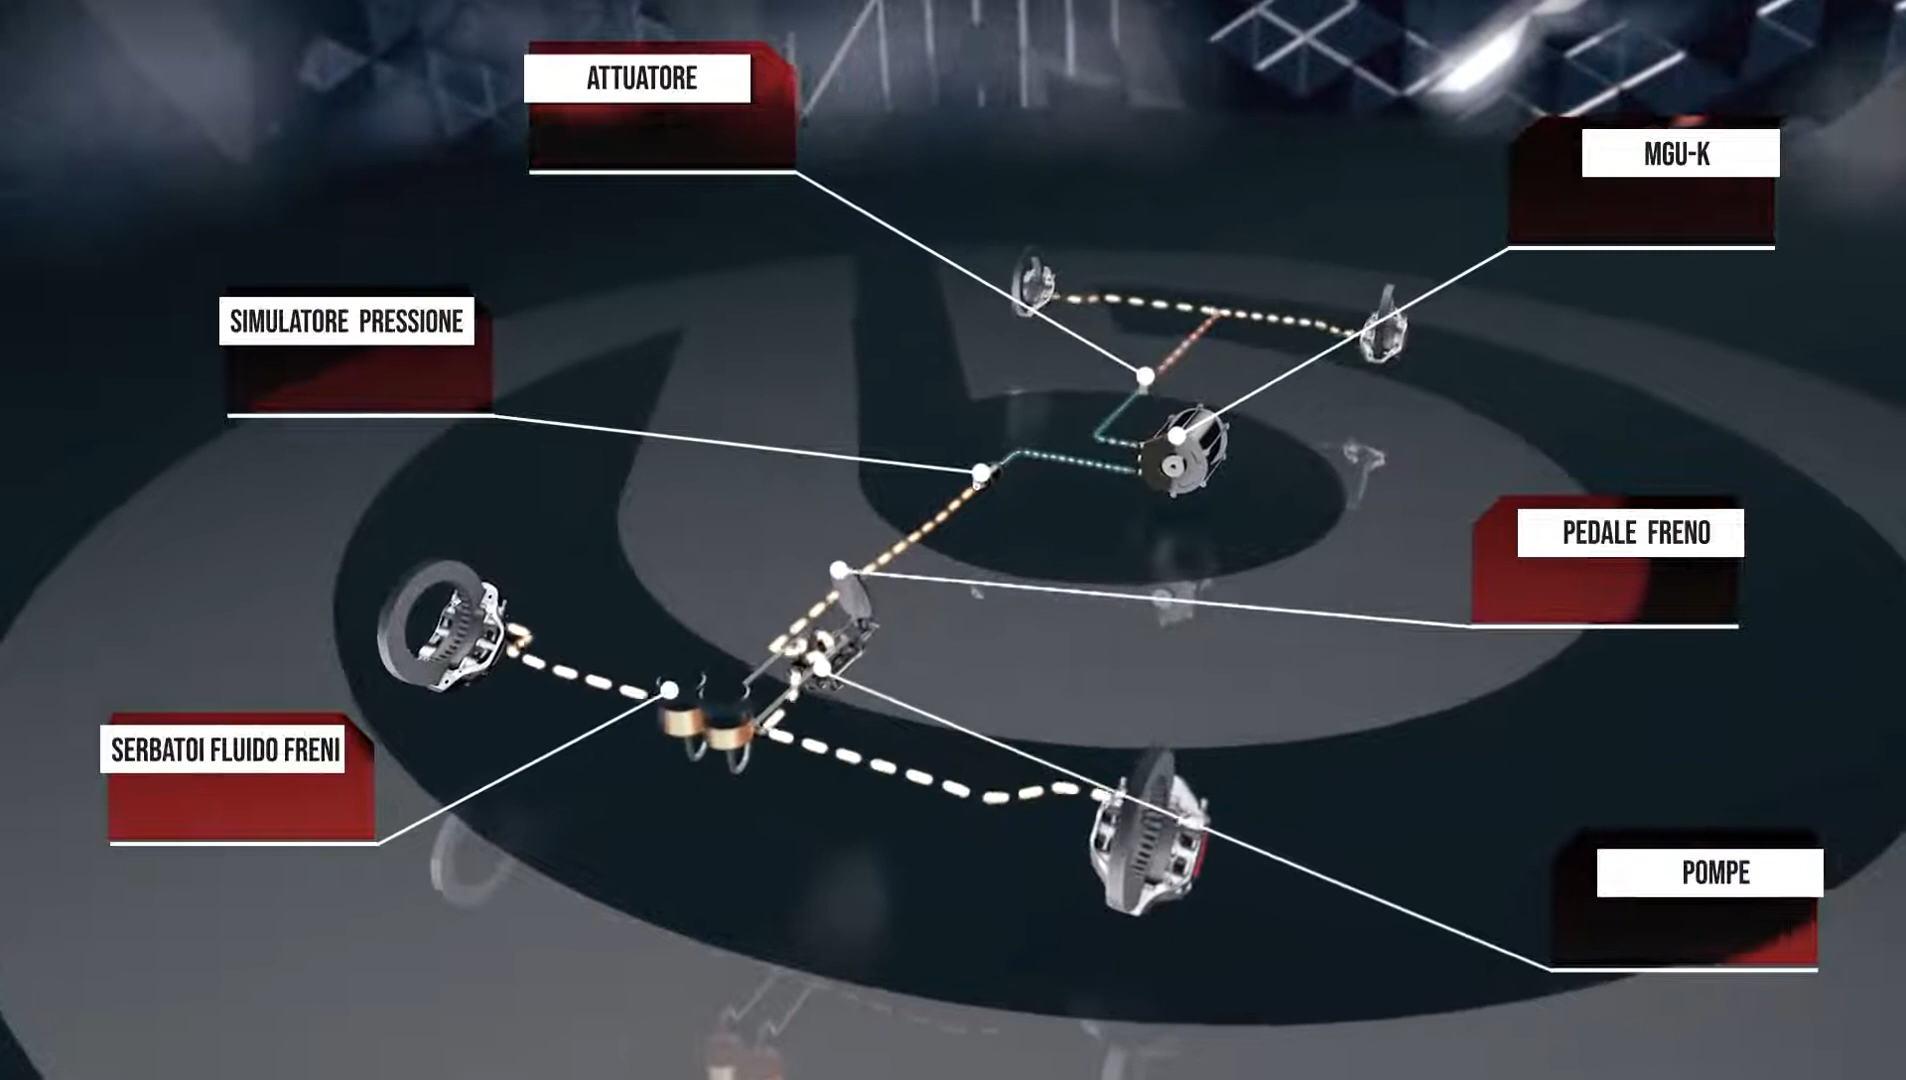 ATTUATORE
MGU-K
SIMULATORE PRESSIONE
PEDALE FRENO
SERBATOI FLUIDO FRENI
POMPE